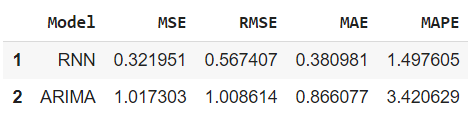 Model MSE RMSE MAE MAPE
1 RNN 0.321951 0.567407 0.380981 1.497605
2 ARIMA 1.017303 1.008614 0.866077 3.420629